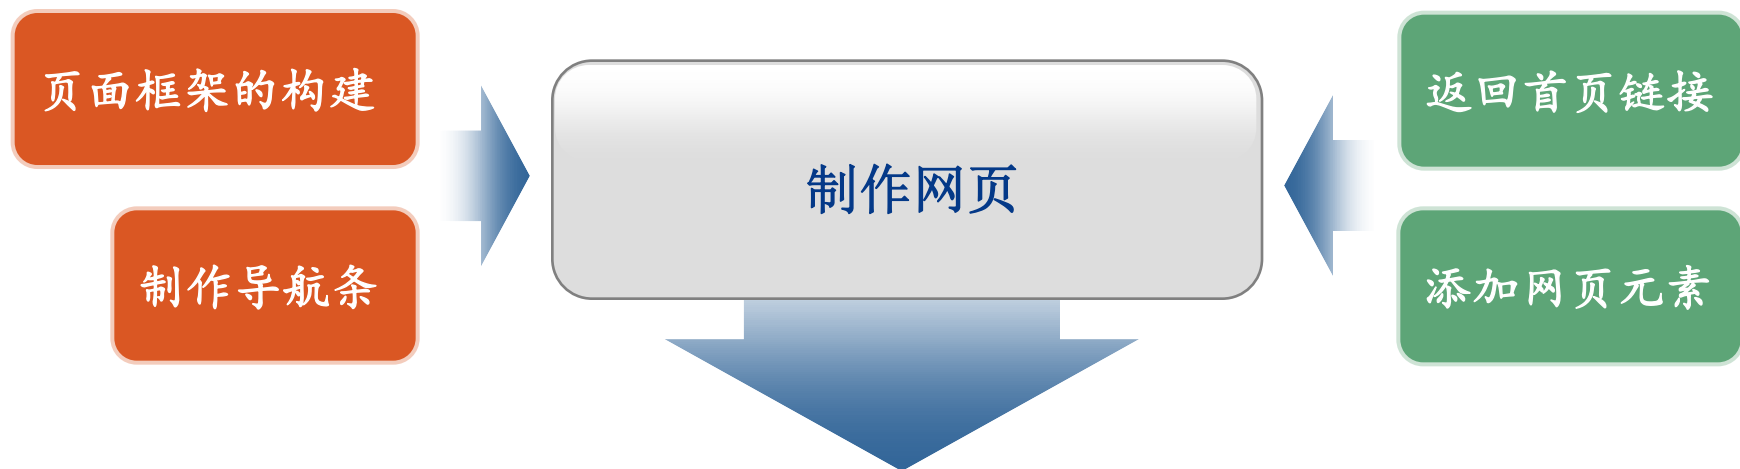 页面框架的构建
制作导航条
制作网页
返回首页链接
添加网页元素